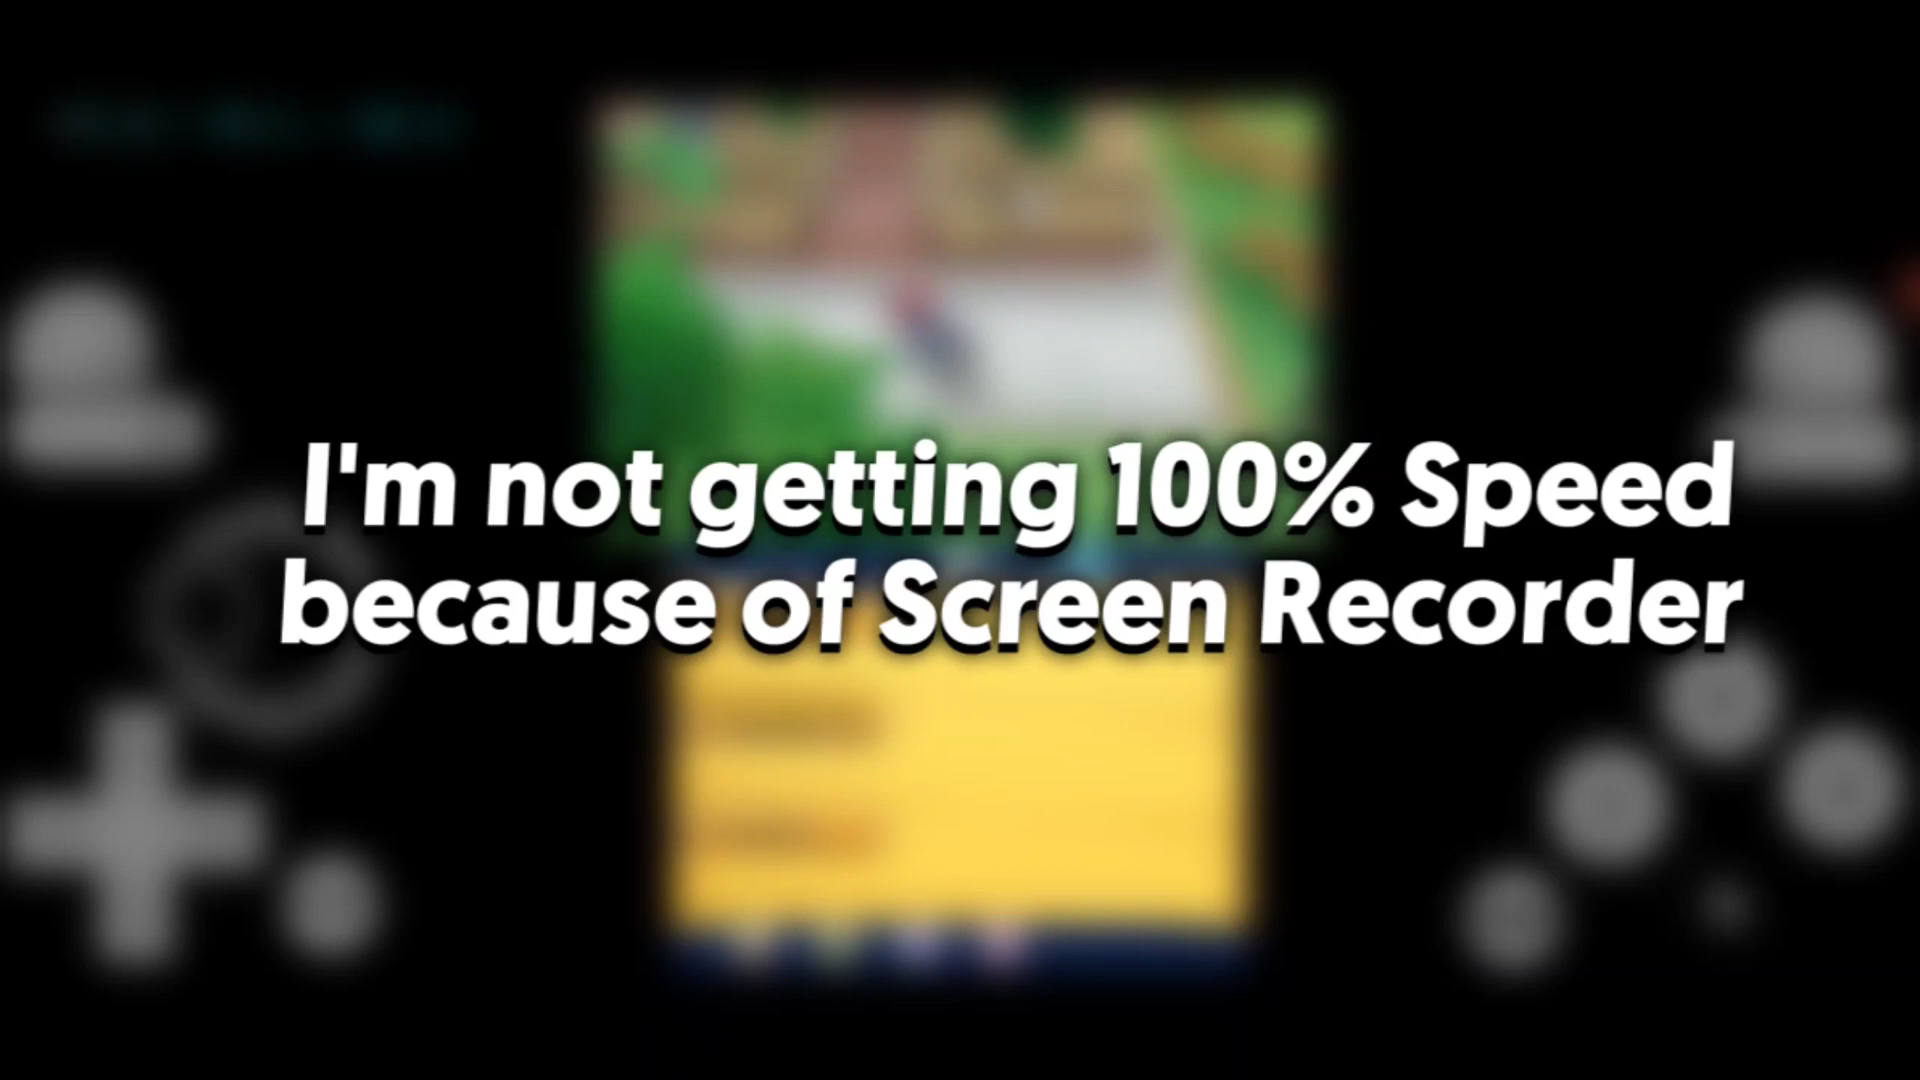 I'm not getting 100% Speed
because of Screen Recorder